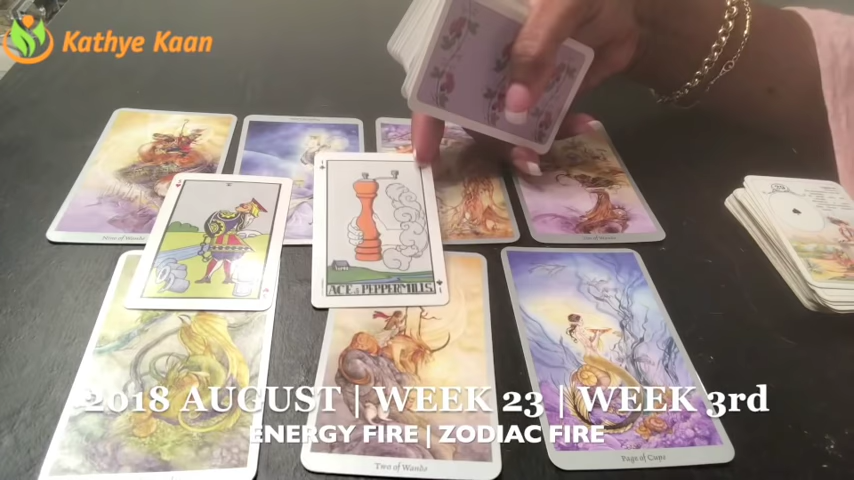 Kathye Kaan
ACE of PEPPERMILLS
2018 AUGUST | WEEK 23 | WEEK 3rd
ENERGY FIRE | ZODIAC FIRE
Two of Wands
Page of Cups